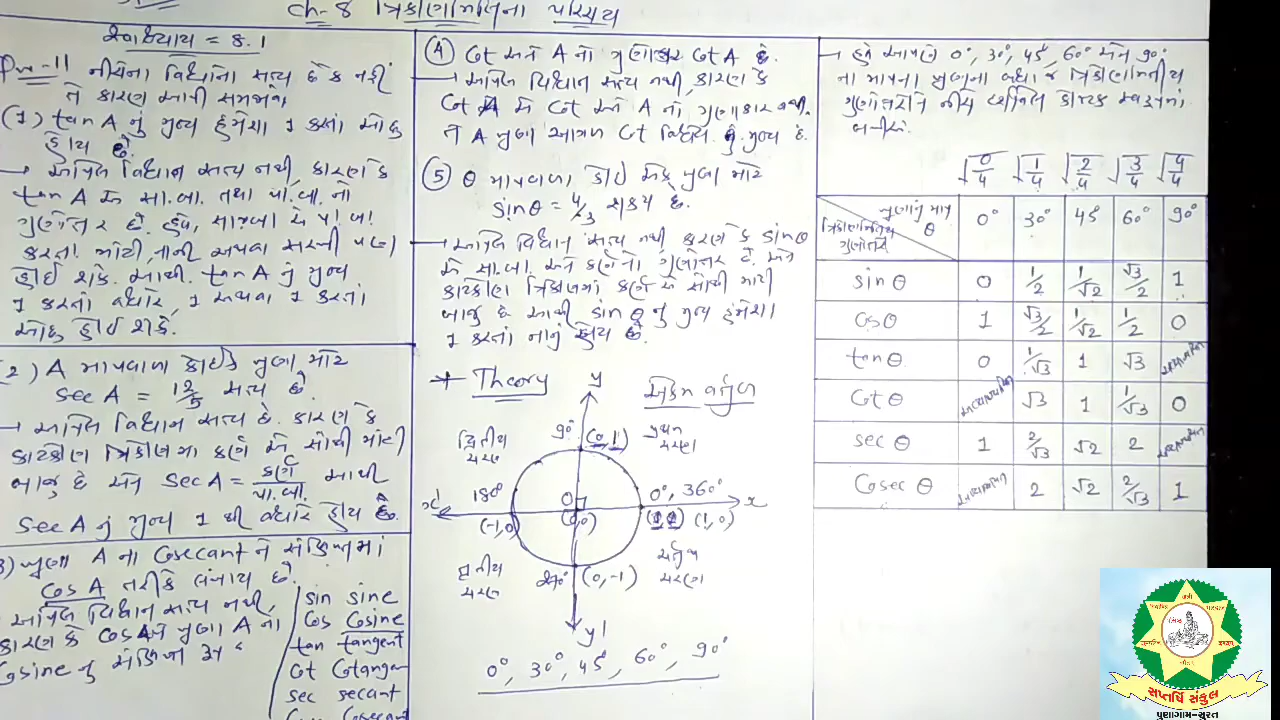 Ch-8 ત્રિકોણમિતિના પરિચય
સ્વાધ્યાય = 8.1
નીચેના વિધાનો સત્ય છે કે નહીં
તે કારણ આપી સમજાવો
(1) tan A નું મૂલ્ય હંમેશા 1 કરતાં ઓછુ
હોય છે.
→ આપેલ વિધાન સત્ય નથી, કારણ કે
tan A એ સા.બા. તથા પા.બા. નો
ગુણોત્તર છે. હવે, સા.બા એ પા.બા
કરતા મોટી, નાની અથવા સરખી પણ
હોઈ શકે. આથી tan A નું મૂલ્ય
1 કરતાં વધારે, 1 અથવા 1 કરતાં
ઓછુ હોઈ શકે.
(2) A માપવાળા કોઈક ખૂણા માટે
sec A = 12/5 સત્ય છે.
→ આપેલ વિધાન સત્ય છે. કારણ કે
કાટકોણ ત્રિકોણમા કર્ણ એ સૌથી મોટી
બાજુ છે અને sec A = કર્ણ/પા.બા. આથી
sec A નું મૂલ્ય 1 થી વધારે હોય છે.
3) ખૂણા A ના Cosecant ને સંક્ષિપ્તમાં
Cos A તરીકે લખાય છે.
આપેલ વિધાન સત્ય નથી,
કારણ કે cos A એ ખૂણા A ના
Cosine નું
sin sine
cos cosine
tan tangent
Cot Cotangen
sec secant
Cosecant
(4) Cot અને A નો ગુણાકાર Cot A છે.
→ આપેલ વિધાન સત્ય નથી, કારણ કે
Cot A એ Cot અને A નો ગુણાકાર નથી.
તે A ખૂણા આગળ Cot વિધેય નું મૂલ્ય છે.
(5) θ માપવાળા કોઈ એક ખૂણા માટે
sin θ = 4/3 શક્ય છે.
→ આપેલ વિધાન સત્ય નથી કારણ કે sin θ
એ સા.બા. અને કર્ણનો ગુણોત્તર છે. અને
કાટકોણ ત્રિકોણમાં કર્ણ એ સૌથી મોટી
બાજુ છે આથી sin θ નું મૂલ્ય હંમેશા
1 કરતાં નાનું હોય છે.
* Theory
એકમ વર્તુળ
y
90° (0, 1)
દ્વિતીય ચરણ
પ્રથમ ચરણ
180° O 0°, 360°
x' x
(-1, 0) (0,0) (1, 0)
તૃતીય ચરણ
ચતુર્થ ચરણ
270° (0, -1)
y'
0°, 30°, 45°, 60°, 90°
→ હવે આપણે 0°, 30°, 45°, 60° અને 90°
ના માપના ખૂણાના બધા જ ત્રિકોણમિતીય
ગુણોત્તરોને નીચે દર્શાવેલ કોષ્ટક સ્વરૂપમાં
√0/4 √1/4 √2/4 √3/4 √4/4
ખૂણાનું માપ θ ત્રિકોણમિતીય ગુણોત્તર 0° 30° 45° 60° 90°
sin θ 0 1/2 1/√2 √3/2 1
cos θ 1 √3/2 1/√2 1/2 0
tan θ 0 1/√3 1 √3 અવ્યાખ્યાયિત
Cot θ અવ્યાખ્યાયિત √3 1 1/√3 0
sec θ 1 2/√3 √2 2 અવ્યાખ્યાયિત
Cosec θ અવ્યાખ્યાયિત 2 √2 2/√3 1
સપ્તર્ષિ સંકુલ
પુણાગામ-સુરત